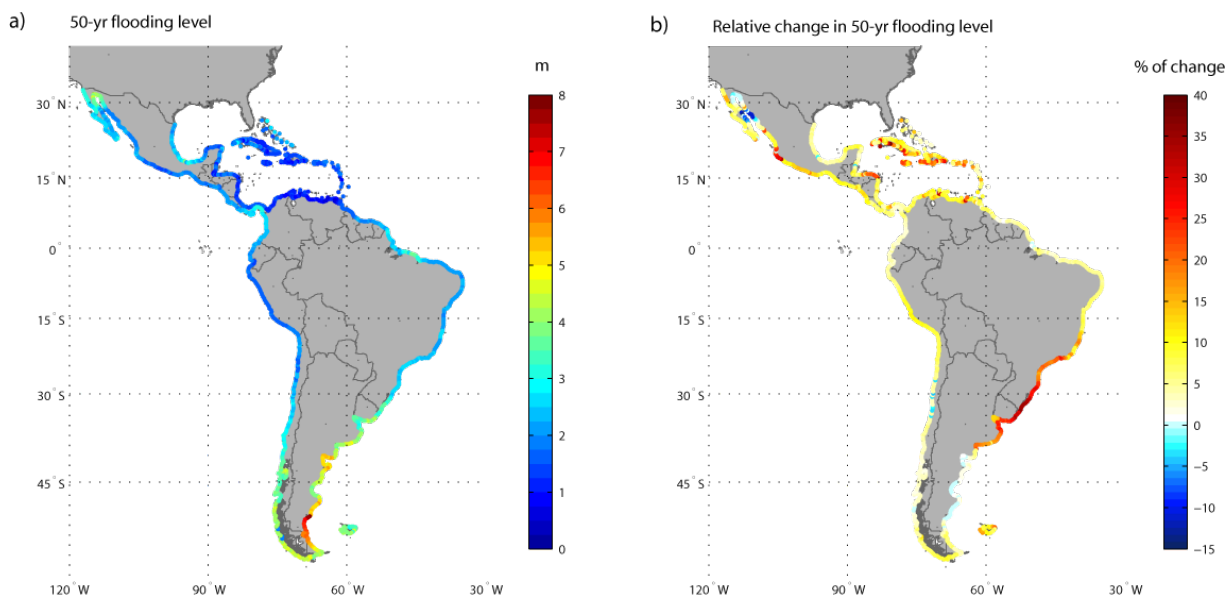 a) 50-yr flooding level
m
8
7
6
5
4
3
2
1
0
30° N
15° N
0°
15° S
30° S
45° S
120° W
90° W
60° W
30° W
b) Relative change in 50-yr flooding level
% of change
40
35
30
25
20
15
10
5
0
−5
−10
−15
30° N
15° N
0°
15° S
30° S
45° S
120° W
90° W
60° W
30° W